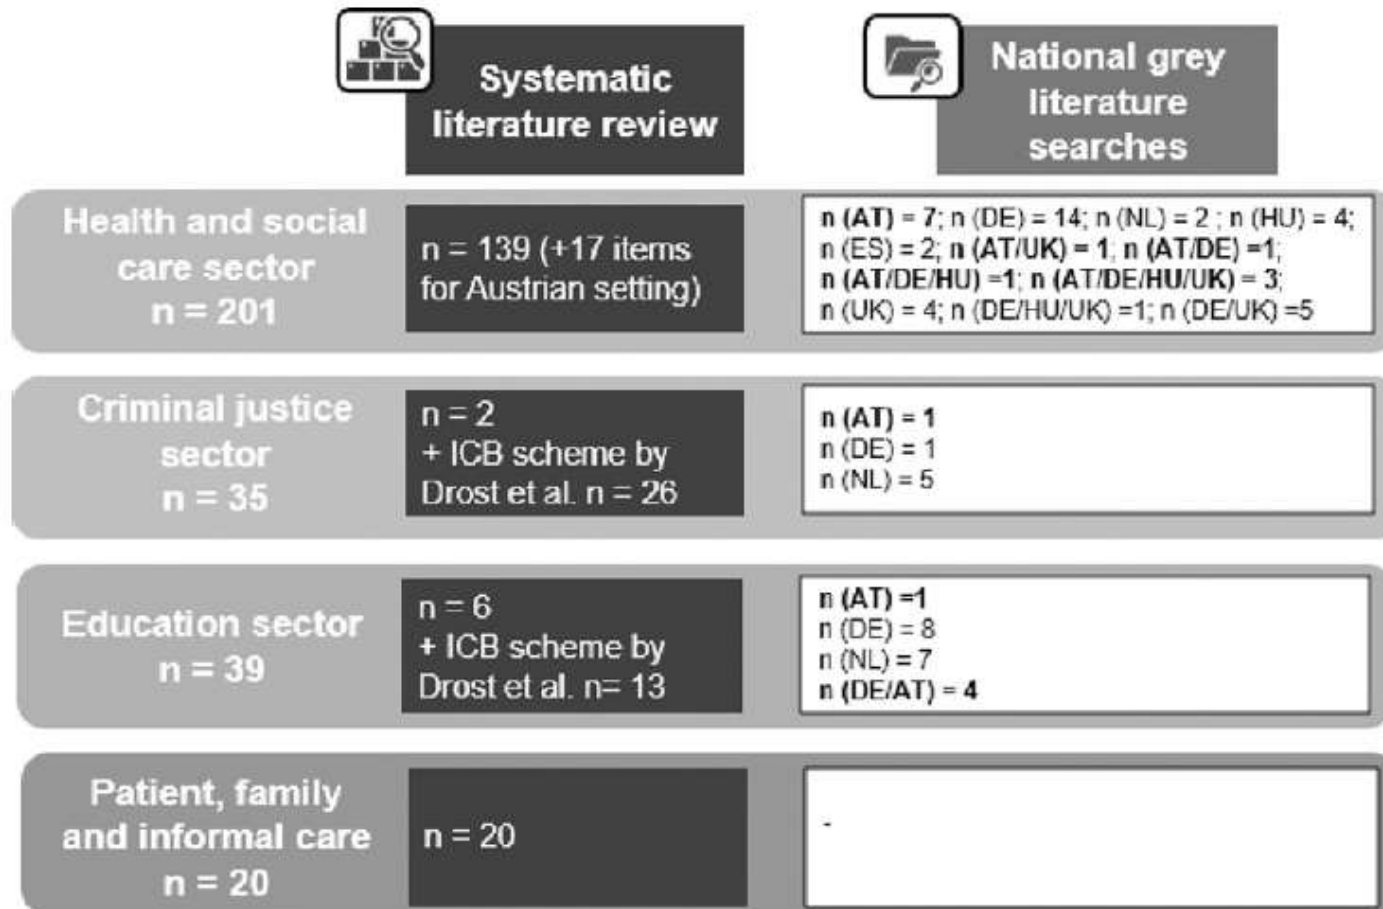 Systematic
literature review
National grey
literature
searches
Health and social
care sector
n = 201
n = 139 (+17 items
for Austrian setting)
n (AT) = 7; n (DE) = 14; n (NL) = 2 ; n (HU) = 4;
n (ES) = 2; n (AT/UK) = 1; n (AT/DE) =1;
n (AT/DE/HU) =1; n (AT/DE/HU/UK) = 3;
n (UK) = 4; n (DE/HU/UK) =1; n (DE/UK) =5
Criminal justice
sector
n = 35
n = 2
+ ICB scheme by
Drost et al. n = 26
n (AT) = 1
n (DE) = 1
n (NL) = 5
Education sector
n = 39
n = 6
+ ICB scheme by
Drost et al. n= 13
n (AT) =1
n (DE) = 8
n (NL) = 7
n (DE/AT) = 4
Patient, family
and informal care
n = 20
n = 20
-